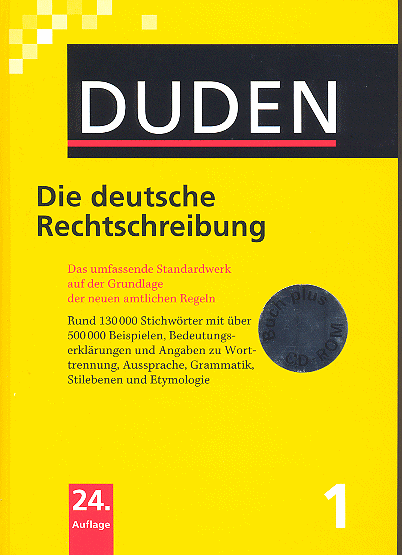 DUDEN
Die deutsche
Rechtschreibung
Das umfassende Standardwerk
auf der Grundlage
der neuen amtlichen Regeln
Rund 130 000 Stichwörter mit über
500 000 Beispielen, Bedeutungs-
erklärungen und Angaben zu Wort-
trennung, Aussprache, Grammatik,
Stilebenen und Etymologie
Buch plus
CD-ROM
24.
Auflage
1